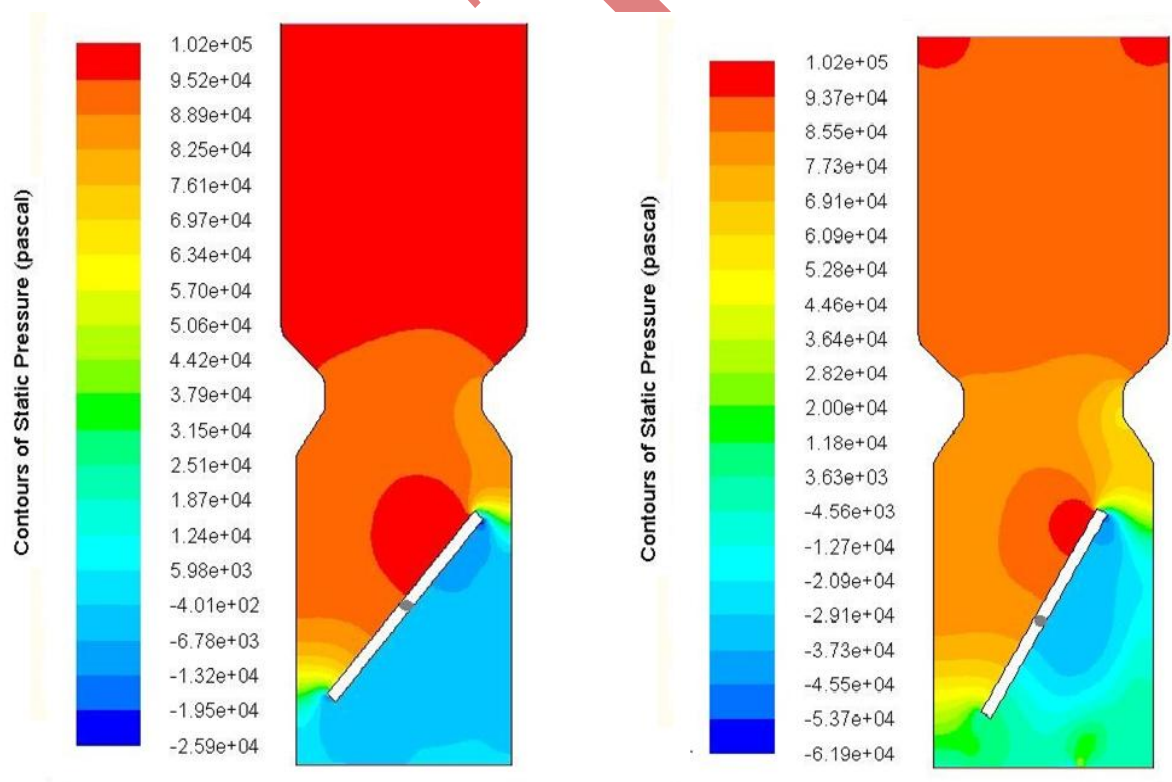 Contours of Static Pressure (pascal)
1.02e+05
9.52e+04
8.89e+04
8.25e+04
7.61e+04
6.97e+04
6.34e+04
5.70e+04
5.06e+04
4.42e+04
3.79e+04
3.15e+04
2.51e+04
1.87e+04
1.24e+04
5.98e+03
-4.01e+02
-6.78e+03
-1.32e+04
-1.95e+04
-2.59e+04
Contours of Static Pressure (pascal)
1.02e+05
9.37e+04
8.55e+04
7.73e+04
6.91e+04
6.09e+04
5.28e+04
4.46e+04
3.64e+04
2.82e+04
2.00e+04
1.18e+04
3.63e+03
-4.56e+03
-1.27e+04
-2.09e+04
-2.91e+04
-3.73e+04
-4.55e+04
-5.37e+04
-6.19e+04